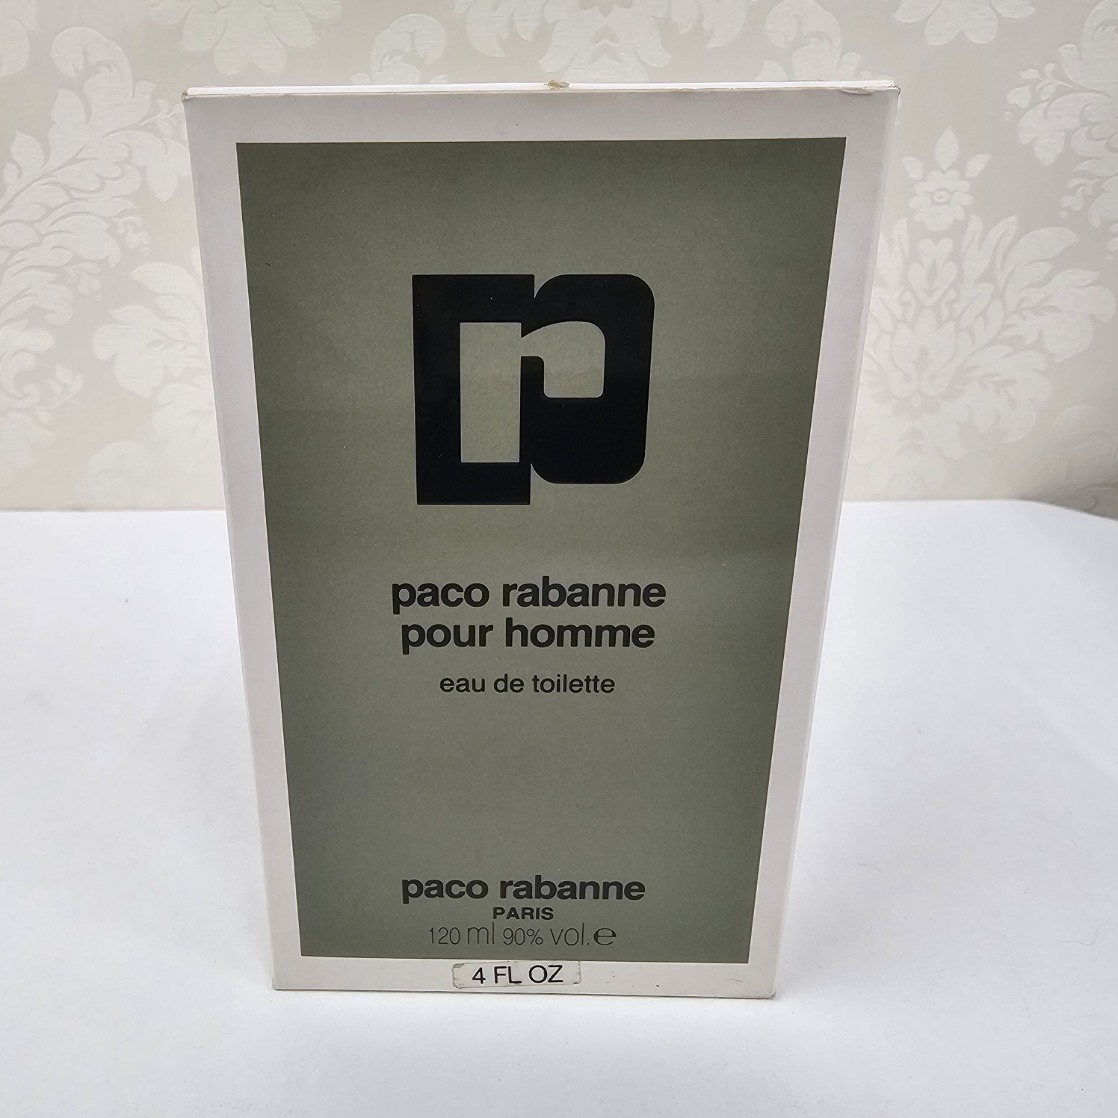 paco rabanne
pour homme
eau de toilette
paco rabanne
PARIS
120 ml 90% vol. e
4 FL OZ